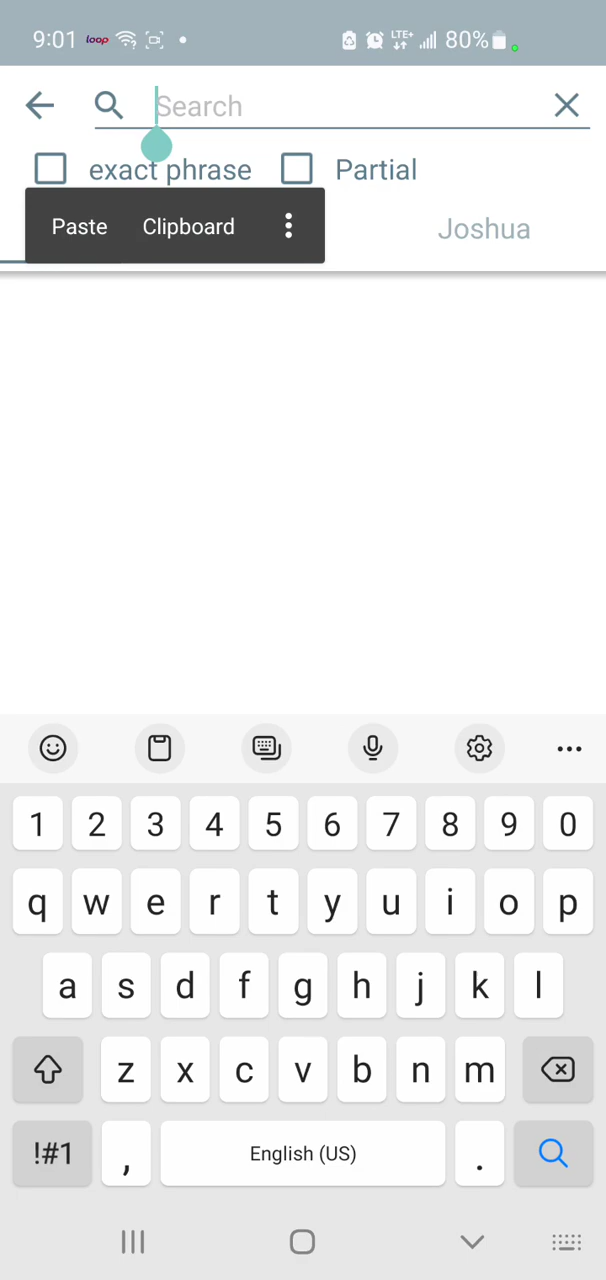 9:01 loop LTE+ 80%
Search
exact phrase Partial
Paste Clipboard Joshua
1 2 3 4 5 6 7 8 9 0
q w e r t y u i o p
a s d f g h j k l
z x c v b n m
!#1 , English (US) .